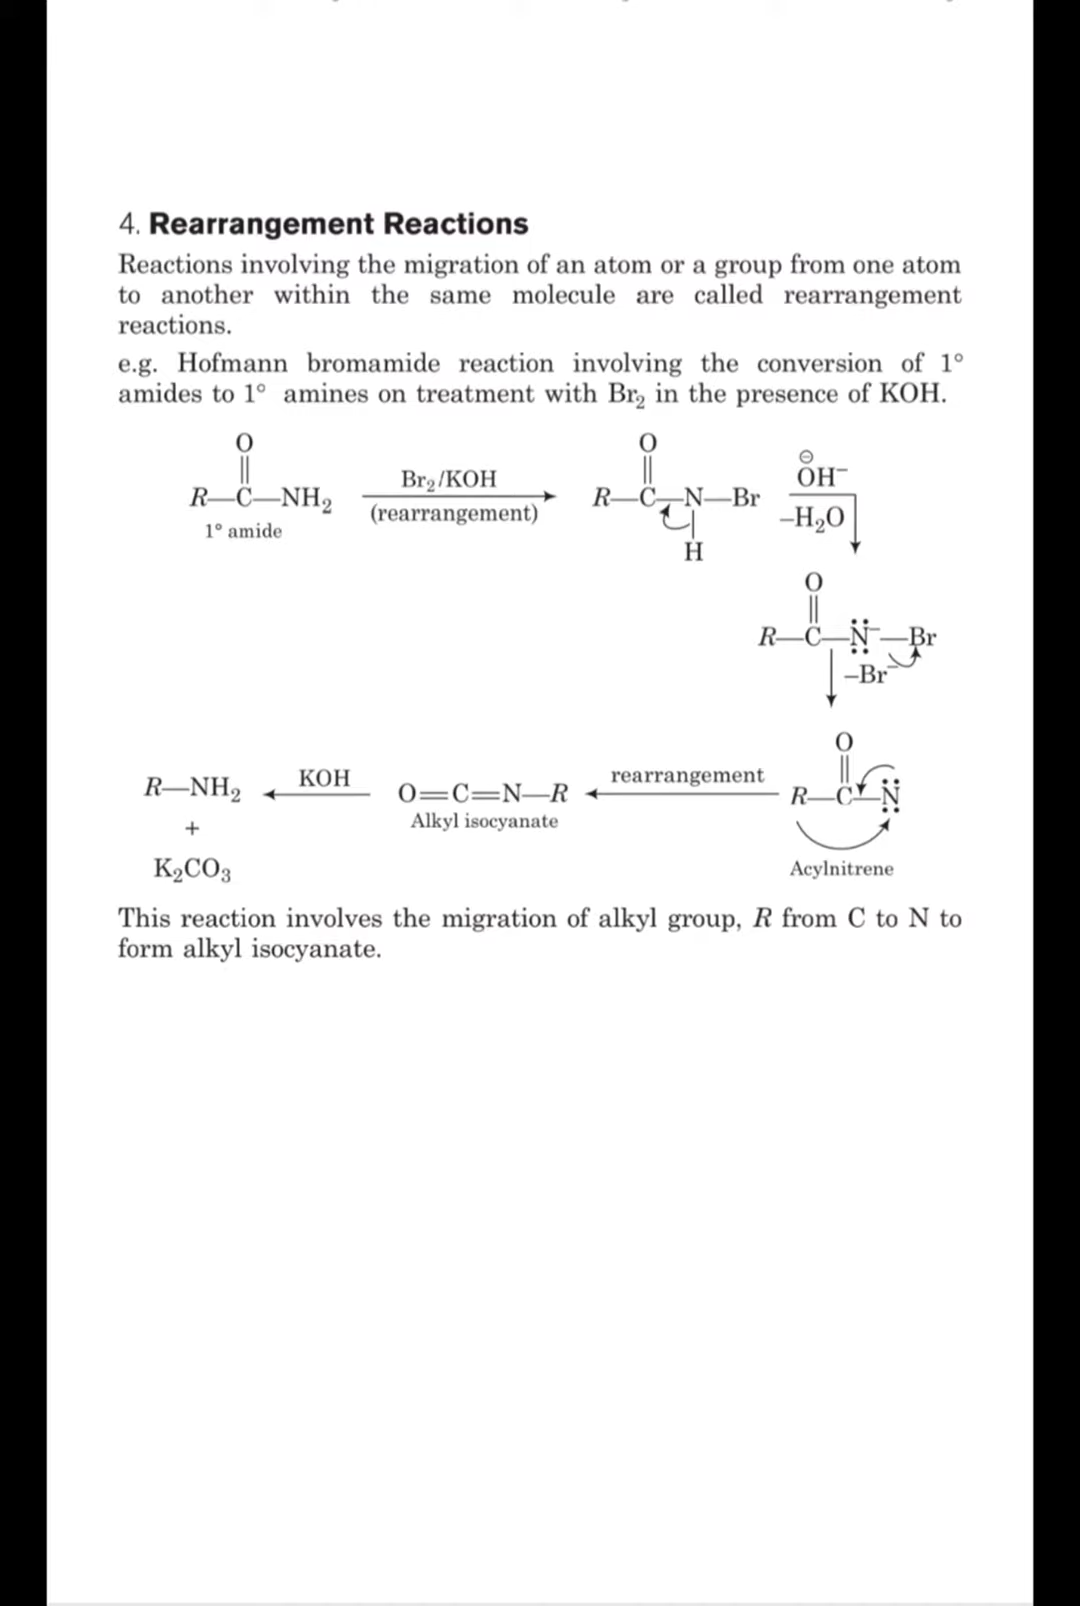 4. Rearrangement Reactions
Reactions involving the migration of an atom or a group from one atom
to another within the same molecule are called rearrangement
reactions.
e.g. Hofmann bromamide reaction involving the conversion of 1°
amides to 1° amines on treatment with Br₂ in the presence of KOH.
O
R—C—NH₂
1° amide
Br₂/KOH
(rearrangement)
O
R—C—N—Br
H
⊖
OH⁻
–H₂O
O
R—C—N̈⁻—Br
–Br⁻
O
R—C—N̈
Acylnitrene
rearrangement
O=C=N—R
Alkyl isocyanate
KOH
R—NH₂
+
K₂CO₃
This reaction involves the migration of alkyl group, R from C to N to
form alkyl isocyanate.